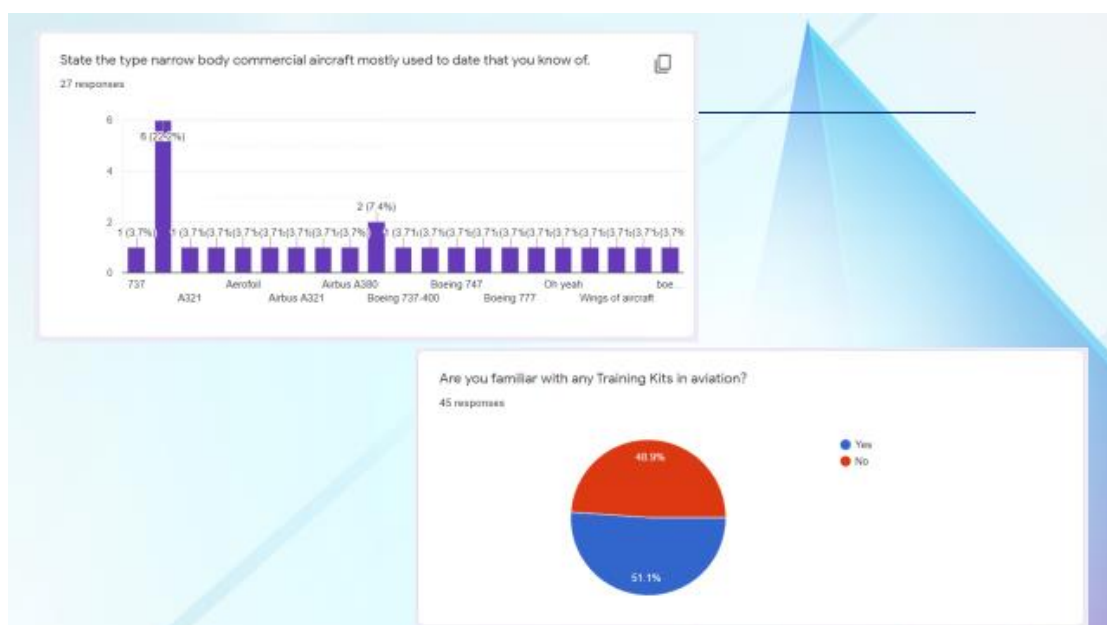 State the type narrow body commercial aircraft mostly used to date that you know of.
27 responses
6
6 (22.2%)
4
2 (7.4%)
2
1 (3.7%)
0
737
Aerofoil
Airbus A380
Boeing 747
Oh yeah
boe...
A321
Airbus A321
Boeing 737-400
Boeing 777
Wings of aircraft
Are you familiar with any Training Kits in aviation?
45 responses
Yes
No
48.9%
51.1%